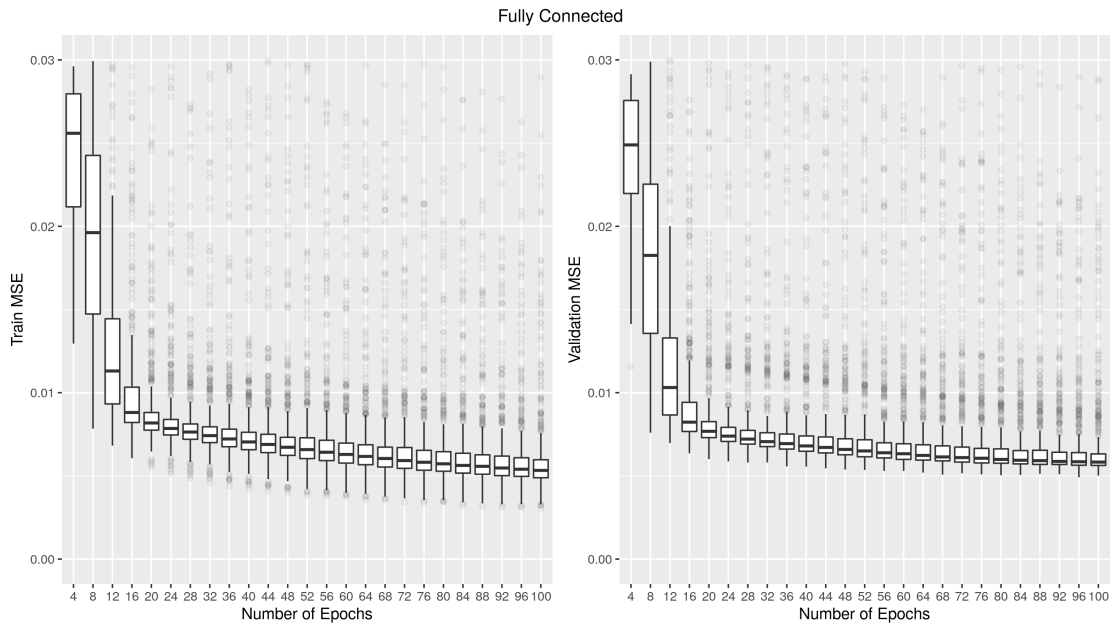 Fully Connected
Train MSE
0.03
0.02
0.01
0.00
4 8 12 16 20 24 28 32 36 40 44 48 52 56 60 64 68 72 76 80 84 88 92 96 100
Number of Epochs
Validation MSE
0.03
0.02
0.01
0.00
4 8 12 16 20 24 28 32 36 40 44 48 52 56 60 64 68 72 76 80 84 88 92 96 100
Number of Epochs